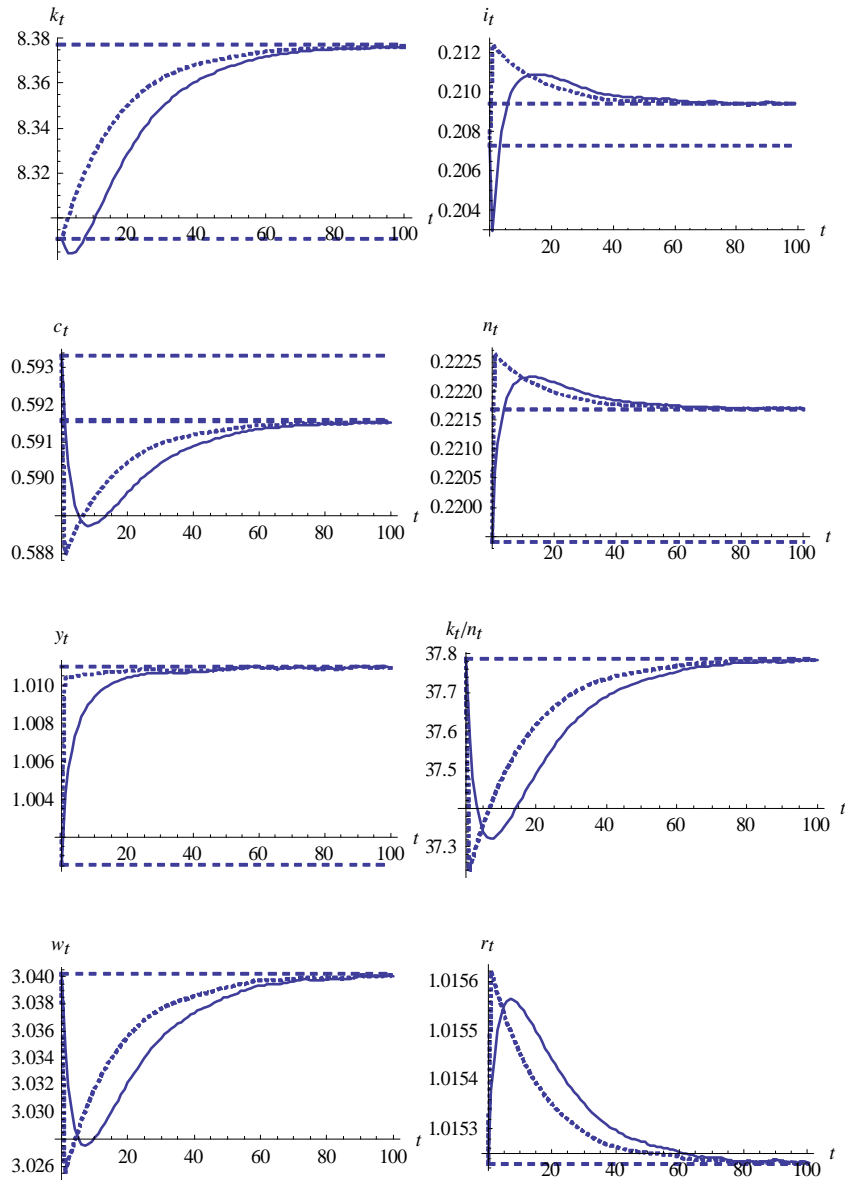 k_t
8.38
8.36
8.34
8.32
20 40 60 80 100 t
i_t
0.212
0.210
0.208
0.206
0.204
20 40 60 80 100 t
c_t
0.593
0.592
0.591
0.590
0.588
20 40 60 80 100 t
n_t
0.2225
0.2220
0.2215
0.2210
0.2205
0.2200
20 40 60 80 100 t
y_t
1.010
1.008
1.006
1.004
20 40 60 80 100 t
k_t/n_t
37.8
37.7
37.6
37.5
37.3
20 40 60 80 100 t
w_t
3.040
3.038
3.036
3.034
3.032
3.030
3.026
20 40 60 80 100 t
r_t
1.0156
1.0155
1.0154
1.0153
20 40 60 80 100 t